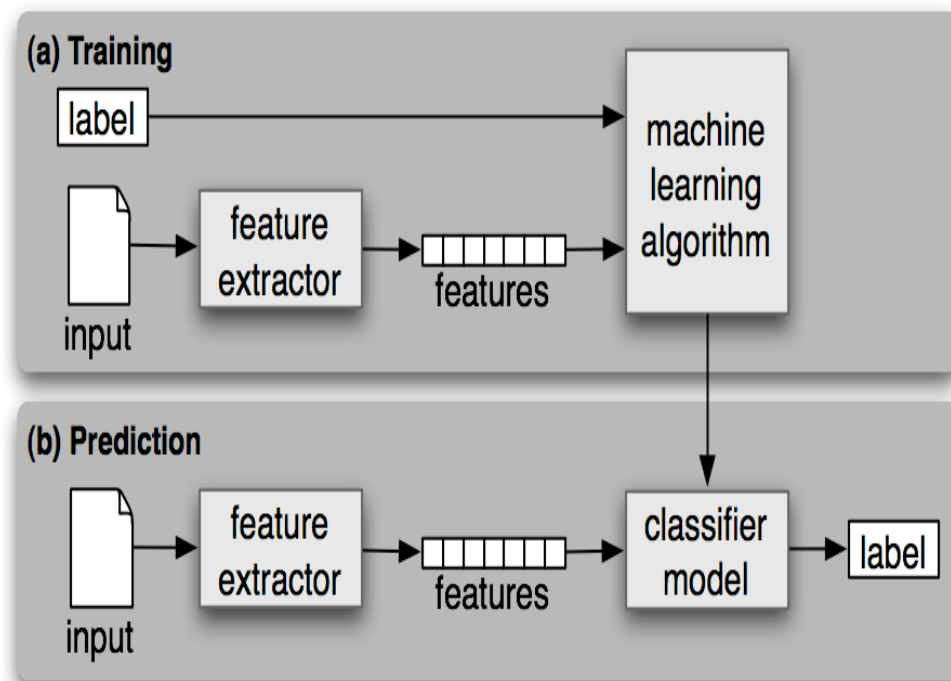 (a) Training
label
machine
learning
algorithm
feature
extractor
features
input
(b) Prediction
feature
extractor
features
input
classifier
model
label